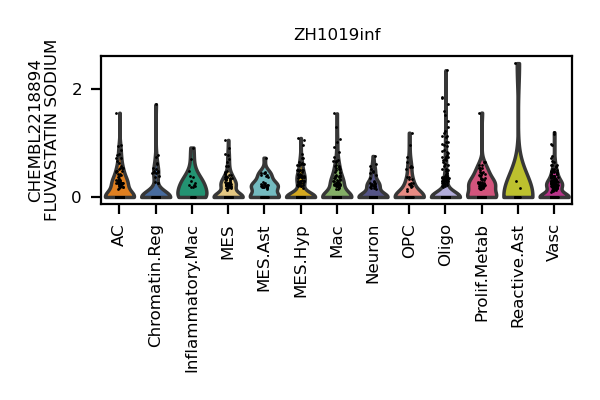 ZH1019inf
CHEMBL2218894
FLUVASTATIN SODIUM
2
0
AC
Chromatin.Reg
Inflammatory.Mac
MES
MES.Ast
MES.Hyp
Mac
Neuron
OPC
Oligo
Prolif.Metab
Reactive.Ast
Vasc